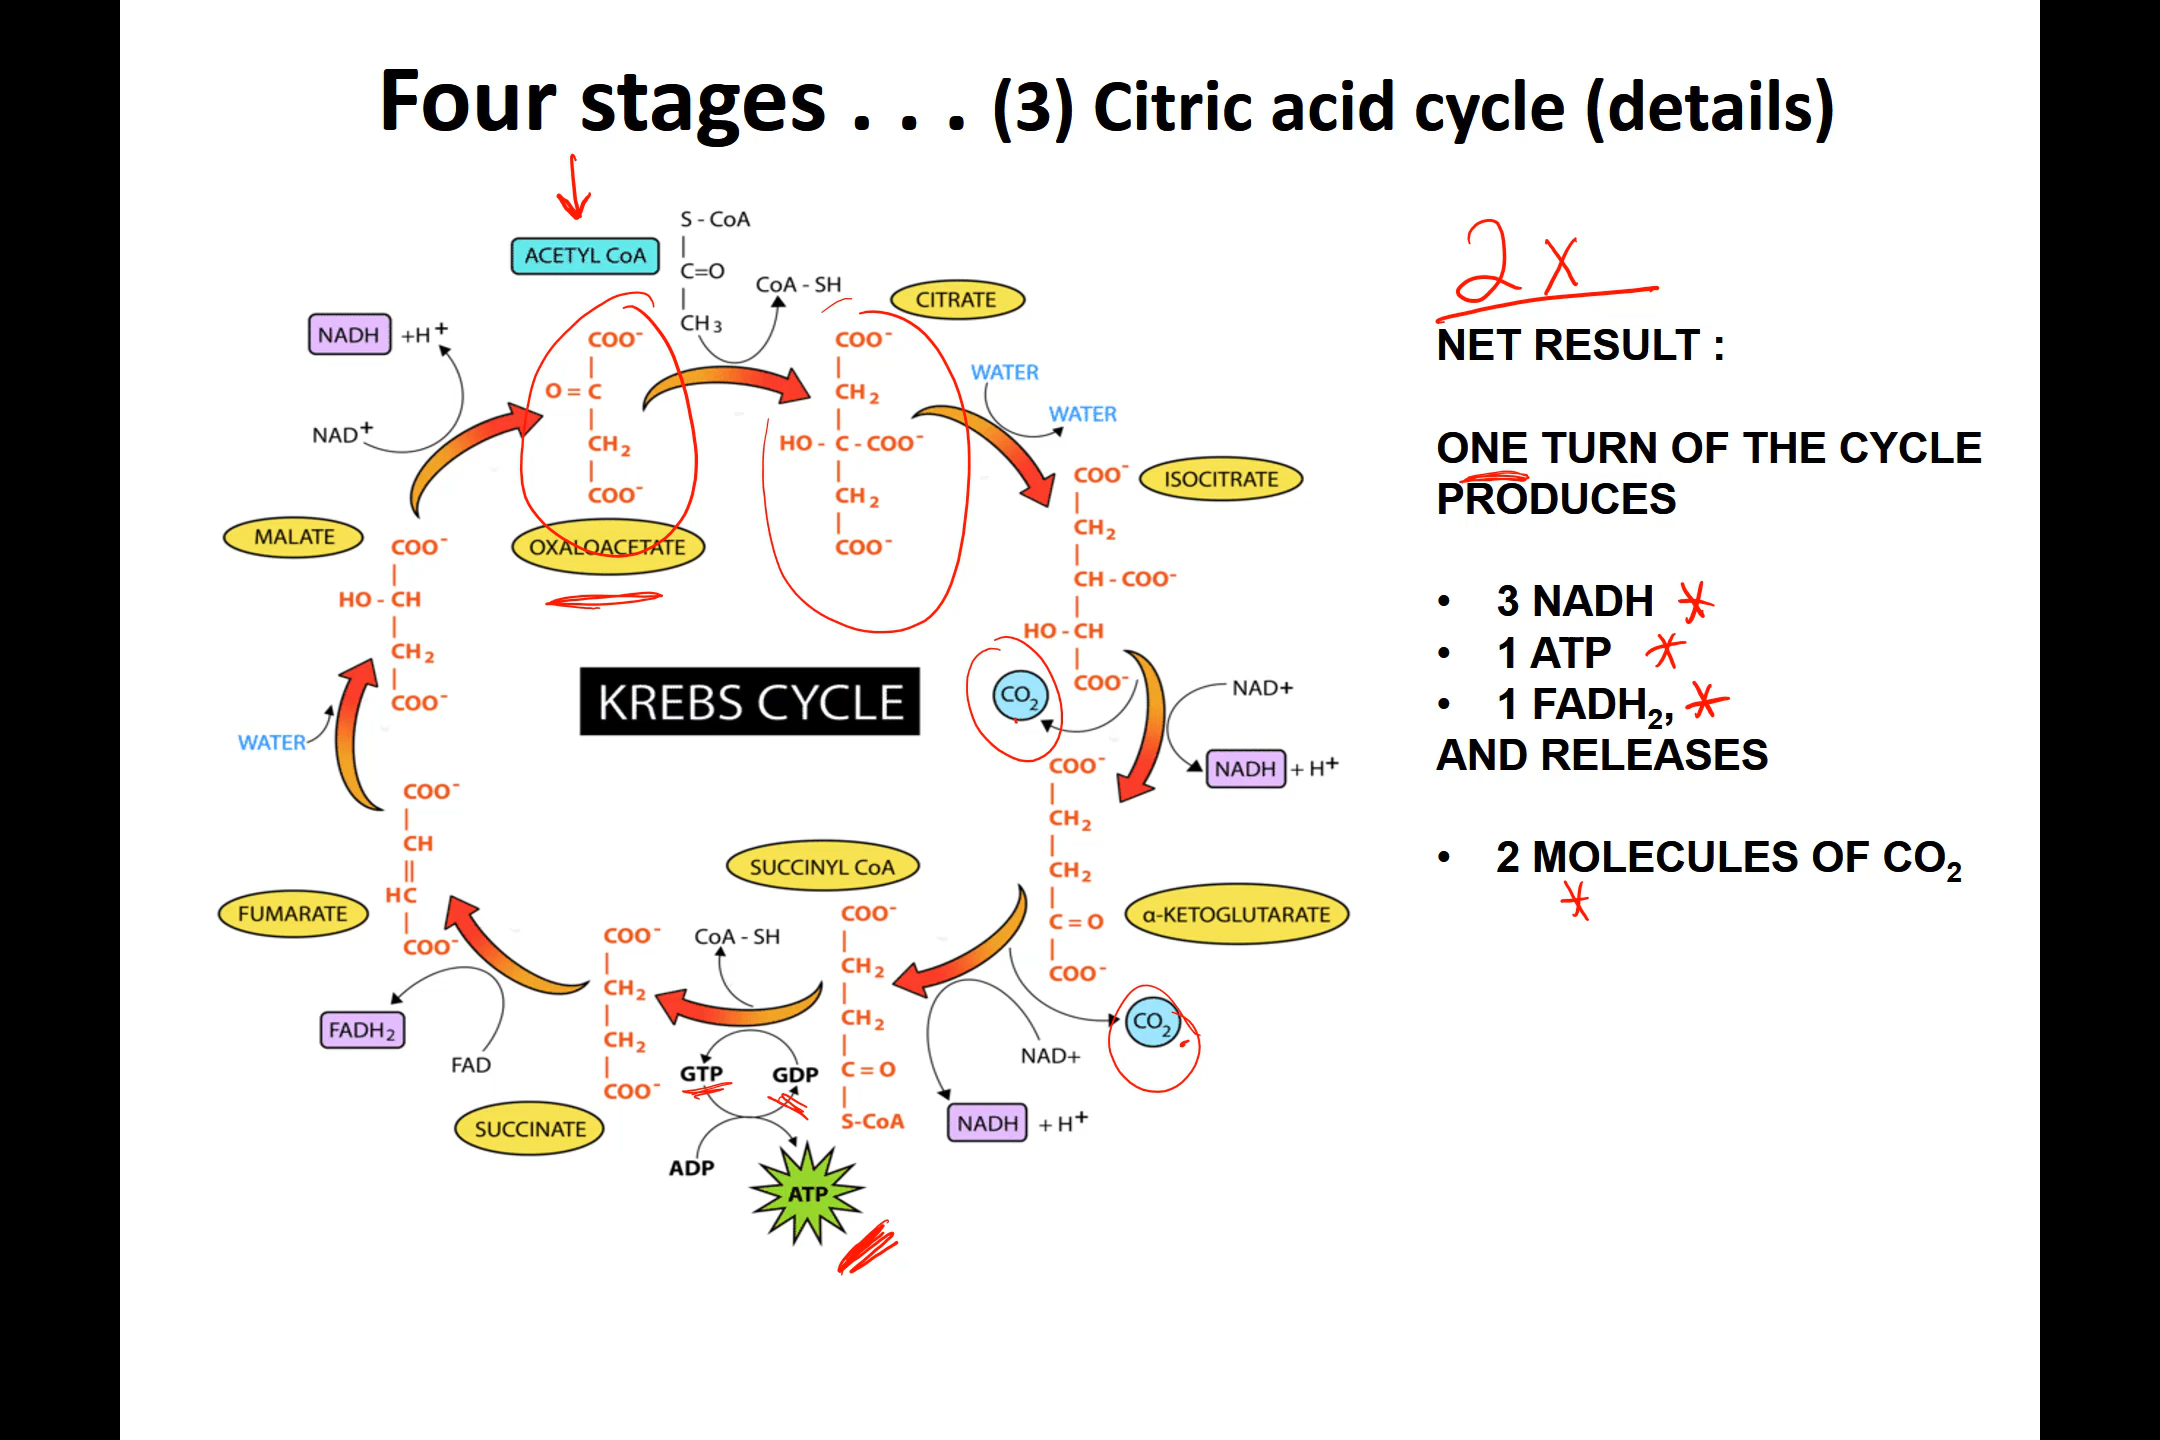 Four stages . . . (3) Citric acid cycle (details)
S - CoA
ACETYL CoA
C=O
CoA - SH
CH3
CITRATE
NADH +H+
NAD+
COO-
O = C
CH2
COO-
OXALOACETATE
COO-
CH2
HO - C - COO-
CH2
COO-
WATER
WATER
ISOCITRATE
COO-
CH2
CH - COO-
HO - CH
COO-
CO2
NAD+
NADH + H+
MALATE
COO-
HO - CH
CH2
COO-
WATER
KREBS CYCLE
COO-
CH2
CH2
C = O
COO-
α-KETOGLUTARATE
CO2
NAD+
NADH + H+
SUCCINYL CoA
COO-
CH2
CH2
C = O
S-CoA
CoA - SH
GTP
GDP
ADP
ATP
COO-
CH2
CH2
COO-
SUCCINATE
FUMARATE
COO-
CH
HC
COO-
FADH2
FAD
2 X
NET RESULT :
ONE TURN OF THE CYCLE
PRODUCES
• 3 NADH
• 1 ATP
• 1 FADH2,
AND RELEASES
• 2 MOLECULES OF CO2